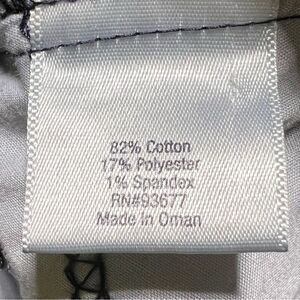 82% Cotton
17% Polyester
1% Spandex
RN#93677
Made in Oman